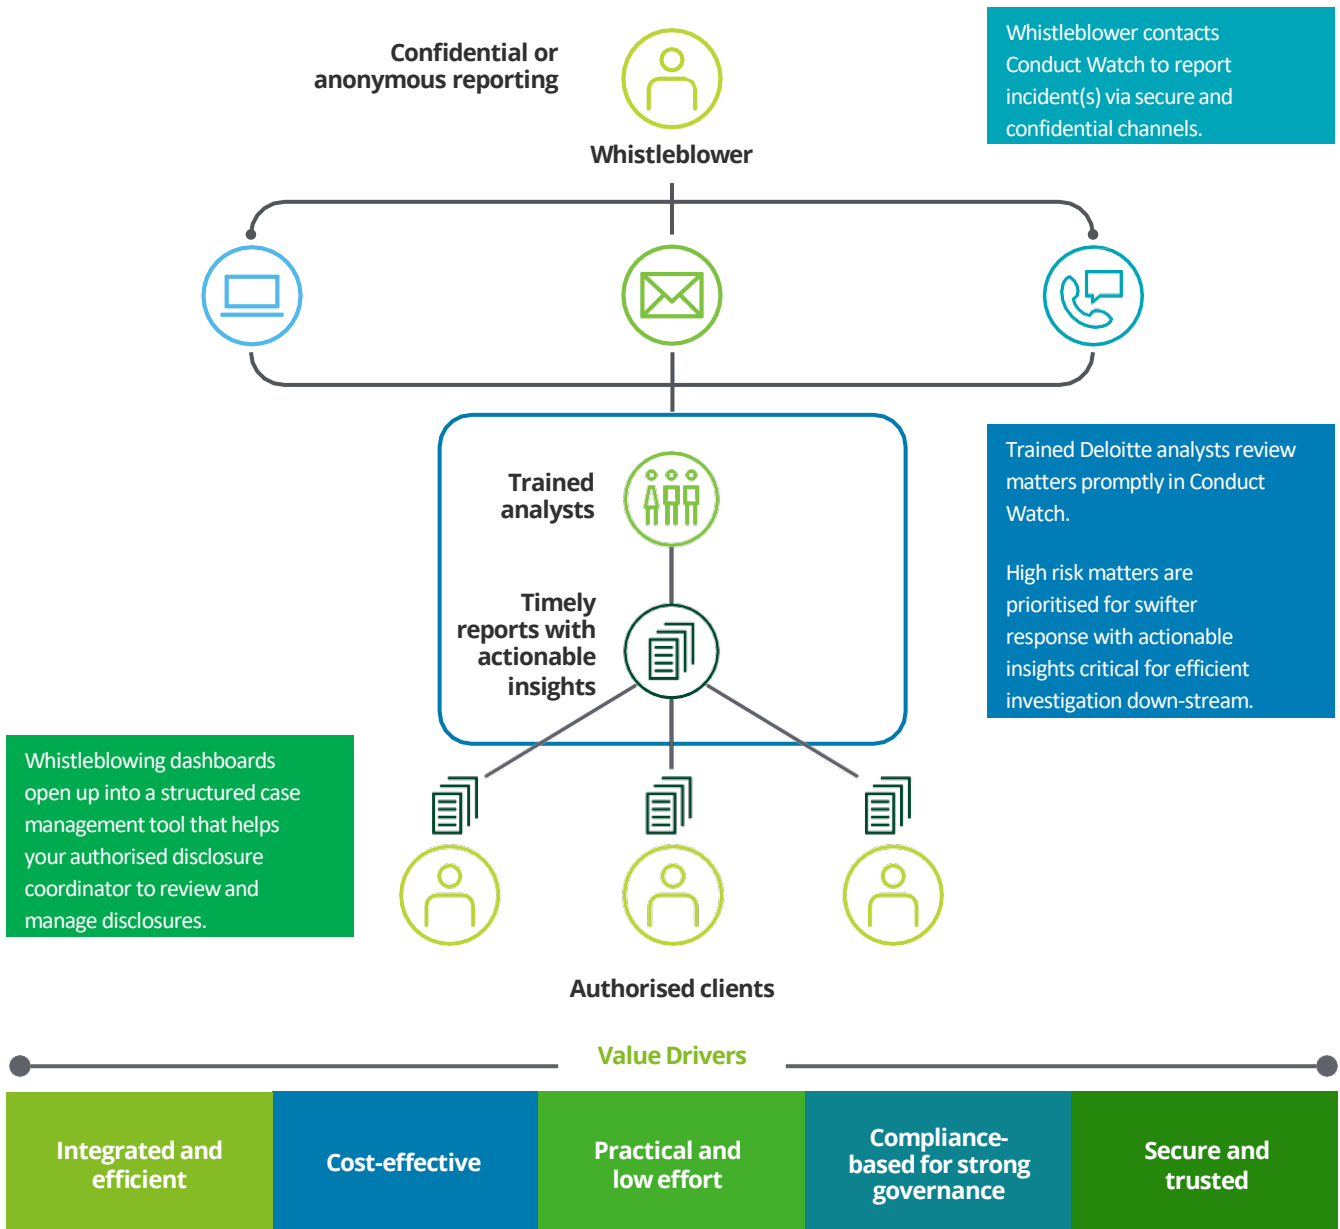 Confidential or
anonymous reporting
Whistleblower
Whistleblower contacts
Conduct Watch to report
incident(s) via secure and
confidential channels.
Trained
analysts
Timely
reports with
actionable
insights
Trained Deloitte analysts review
matters promptly in Conduct
Watch.
High risk matters are
prioritised for swifter
response with actionable
insights critical for efficient
investigation down-stream.
Whistleblowing dashboards
open up into a structured case
management tool that helps
your authorised disclosure
coordinator to review and
manage disclosures.
Authorised clients
Value Drivers
Integrated and
efficient
Cost-effective
Practical and
low effort
Compliance-
based for strong
governance
Secure and
trusted